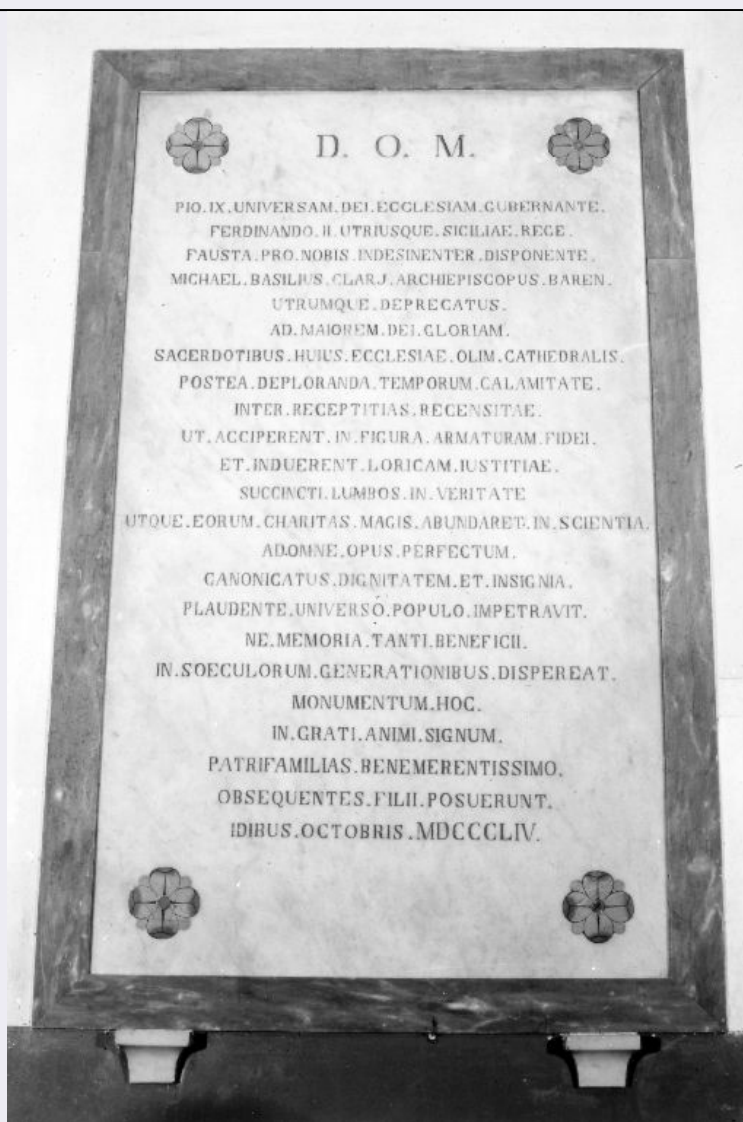 D. O. M.
PIO.IX.UNIVERSAM.DEI.ECCLESIAM.GUBERNANTE.
FERDINANDO.II.UTRIUSQUE.SICILIAE.REGE.
FAUSTA.PRO.NOBIS.INDESINENTER.DISPONENTE.
MICHAEL.BASILIUS.CLARJ.ARCHIEPISCOPUS.BAREN.
UTRUMQUE.DEPRECATUS.
AD.MAIOREM.DEI.GLORIAM.
SACERDOTIBUS.HUIUS.ECCLESIAE.OLIM.CATHEDRALIS.
POSTEA.DEPLORANDA.TEMPORUM.CALAMITATE.
INTER.RECEPTITIAS.RECENSITAE.
UT.ACCIPERENT.IN.FIGURA.ARMATURAM.FIDEI.
ET.INDUERENT.LORICAM.IUSTITIAE.
SUCCINCTI.LUMBOS.IN.VERITATE
UTQUE.EORUM.CHARITAS.MAGIS.ABUNDARET.IN.SCIENTIA.
AD.OMNE.OPUS.PERFECTUM.
CANONICATUS.DIGNITATEM.ET.INSIGNIA.
PLAUDENTE.UNIVERSO.POPULO.IMPETRAVIT.
NE.MEMORIA.TANTI.BENEFICII.
IN.SOECULORUM.GENERATIONIBUS.DISPEREAT.
MONUMENTUM.HOC.
IN.GRATI.ANIMI.SIGNUM.
PATRIFAMILIAS.BENEMERENTISSIMO.
OBSEQUENTES.FILII.POSUERUNT.
IDIBUS.OCTOBRIS.MDCCCLIV.